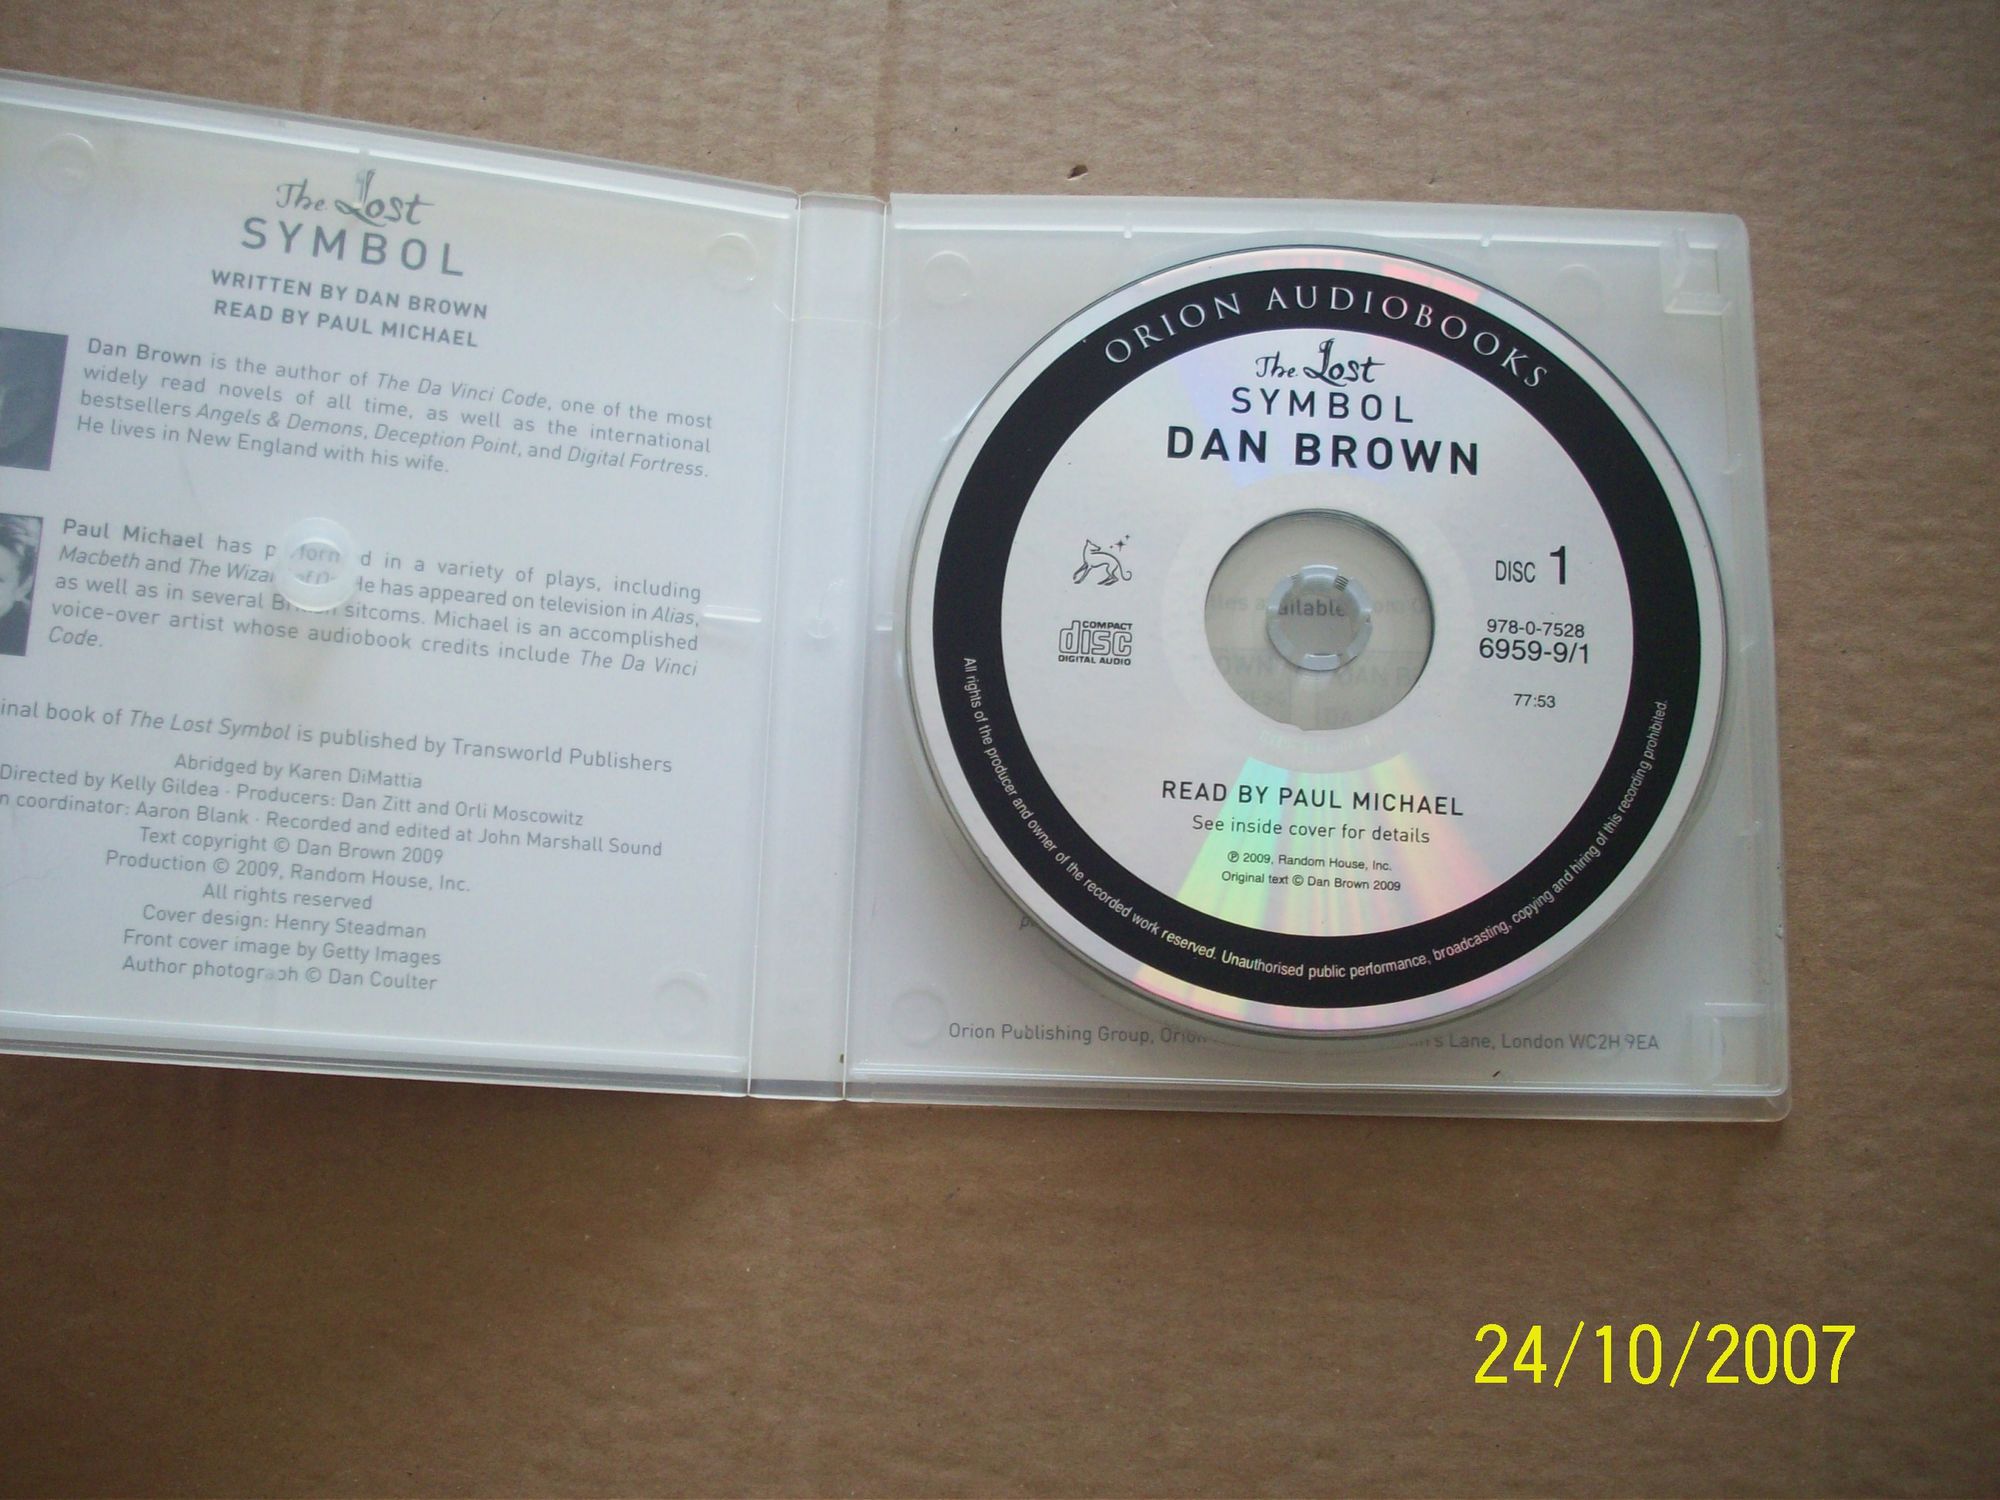 The Lost
SYMBOL
WRITTEN BY DAN BROWN
READ BY PAUL MICHAEL
Dan Brown is the author of The Da Vinci Code, one of the most
widely read novels of all time, as well as the international
bestsellers Angels & Demons, Deception Point, and Digital Fortress.
He lives in New England with his wife.
Paul Michael has performed in a variety of plays, including
Macbeth and The Wizard of Oz. He has appeared on television in Alias,
as well as in several British sitcoms. Michael is an accomplished
voice-over artist whose audiobook credits include The Da Vinci
Code.
inal book of The Lost Symbol is published by Transworld Publishers
Abridged by Karen DiMattia
Directed by Kelly Gildea · Producers: Dan Zitt and Orli Moscowitz
n coordinator: Aaron Blank · Recorded and edited at John Marshall Sound
Text copyright © Dan Brown 2009
Production © 2009, Random House, Inc.
All rights reserved
Cover design: Henry Steadman
Front cover image by Getty Images
Author photograph © Dan Coulter
ORION AUDIOBOOKS
The Lost
SYMBOL
DAN BROWN
DISC 1
978-0-7528
6959-9/1
77:53
COMPACT
disc
DIGITAL AUDIO
available
READ BY PAUL MICHAEL
See inside cover for details
℗ 2009, Random House, Inc.
Original text © Dan Brown 2009
All rights of the producer and owner of the recorded work reserved. Unauthorised public performance, broadcasting, copying and hiring of this recording prohibited.
Orion Publishing Group, Orion Lane, London WC2H 9EA
24/10/2007